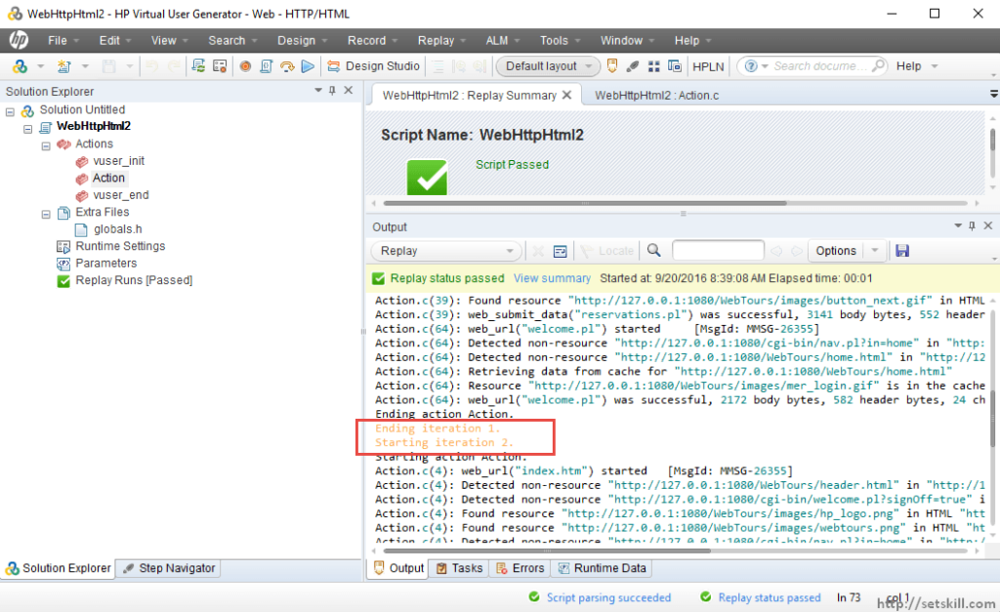 WebHttpHtml2 - HP Virtual User Generator - Web - HTTP/HTML
hp File Edit View Search Design Record Replay ALM Tools Window Help
Design Studio Default layout HPLN Search docume... Help
Solution Explorer
Solution Untitled
WebHttpHtml2
Actions
vuser_init
Action
vuser_end
Extra Files
globals.h
Runtime Settings
Parameters
Replay Runs [Passed]
WebHttpHtml2 : Replay Summary WebHttpHtml2 : Action.c
Script Name: WebHttpHtml2
Script Passed
Output
Replay Locate Options
Replay status passed View summary Started at: 9/20/2016 8:39:08 AM Elapsed time: 00:01
Action.c(39): Found resource "http://127.0.0.1:1080/WebTours/images/button_next.gif" in HTML
Action.c(39): web_submit_data("reservations.pl") was successful, 3141 body bytes, 552 header
Action.c(64): web_url("welcome.pl") started [MsgId: MMSG-26355]
Action.c(64): Detected non-resource "http://127.0.0.1:1080/cgi-bin/nav.pl?in=home" in "http:
Action.c(64): Detected non-resource "http://127.0.0.1:1080/WebTours/home.html" in "http://12
Action.c(64): Retrieving data from cache for "http://127.0.0.1:1080/WebTours/home.html"
Action.c(64): Resource "http://127.0.0.1:1080/WebTours/images/mer_login.gif" is in the cache
Action.c(64): web_url("welcome.pl") was successful, 2172 body bytes, 582 header bytes, 24 ch
Ending action Action.
Ending iteration 1.
Starting iteration 2.
Starting action Action.
Action.c(4): web_url("index.htm") started [MsgId: MMSG-26355]
Action.c(4): Detected non-resource "http://127.0.0.1:1080/WebTours/header.html" in "http://1
Action.c(4): Detected non-resource "http://127.0.0.1:1080/cgi-bin/welcome.pl?signOff=true" i
Action.c(4): Found resource "http://127.0.0.1:1080/WebTours/images/hp_logo.png" in HTML "htt
Action.c(4): Found resource "http://127.0.0.1:1080/WebTours/images/webtours.png" in HTML "ht
Action.c(4): Detected non-resource "http://127.0.0.1:1080/cgi-bin/nav.pl?in=home" in "http:/
Solution Explorer Step Navigator
Output Tasks Errors Runtime Data
Script parsing succeeded Replay status passed ln 73 col 1
http://setskill.com